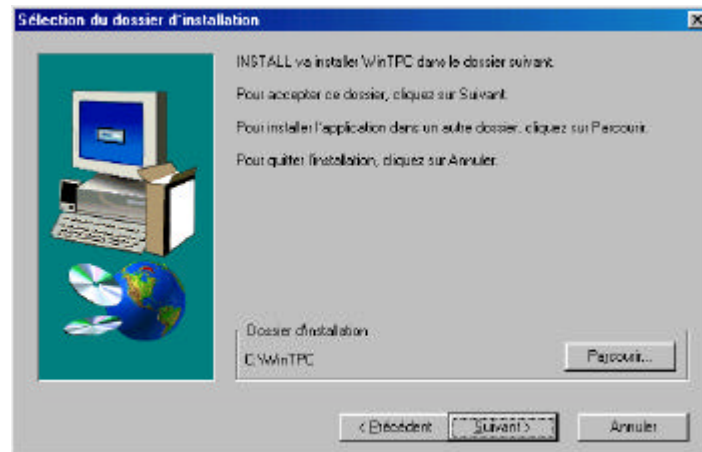 Sélection du dossier d'installation
INSTALL va installer WinTPC dans le dossier suivant.
Pour accepter ce dossier, cliquez sur Suivant.
Pour installer l'application dans un autre dossier, cliquez sur Parcourir.
Pour quitter l'installation, cliquez sur Annuler.
Dossier d'installation
C:\WinTPC
Parcourir...
< Précédent
Suivant >
Annuler